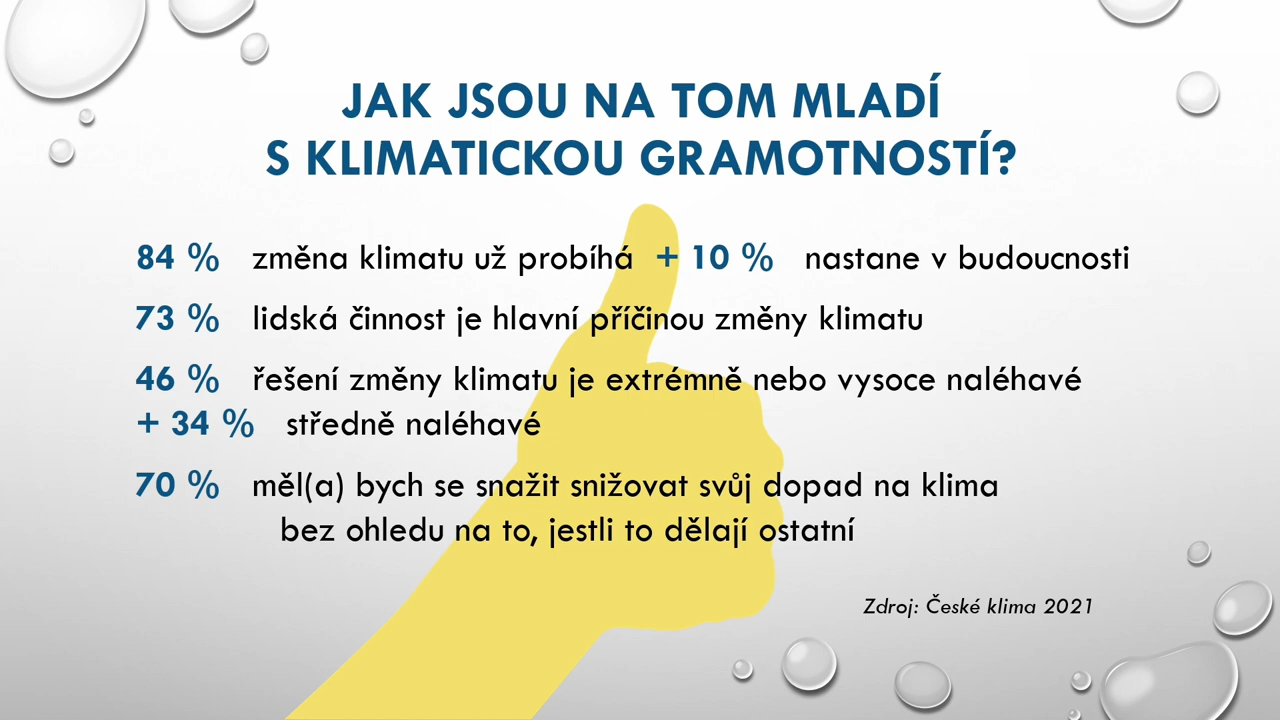 JAK JSOU NA TOM MLADÍ
S KLIMATICKOU GRAMOTNOSTÍ?
84 % změna klimatu už probíhá + 10 % nastane v budoucnosti
73 % lidská činnost je hlavní příčinou změny klimatu
46 % řešení změny klimatu je extrémně nebo vysoce naléhavé
+ 34 % středně naléhavé
70 % měl(a) bych se snažit snižovat svůj dopad na klima
bez ohledu na to, jestli to dělají ostatní
Zdroj: České klima 2021